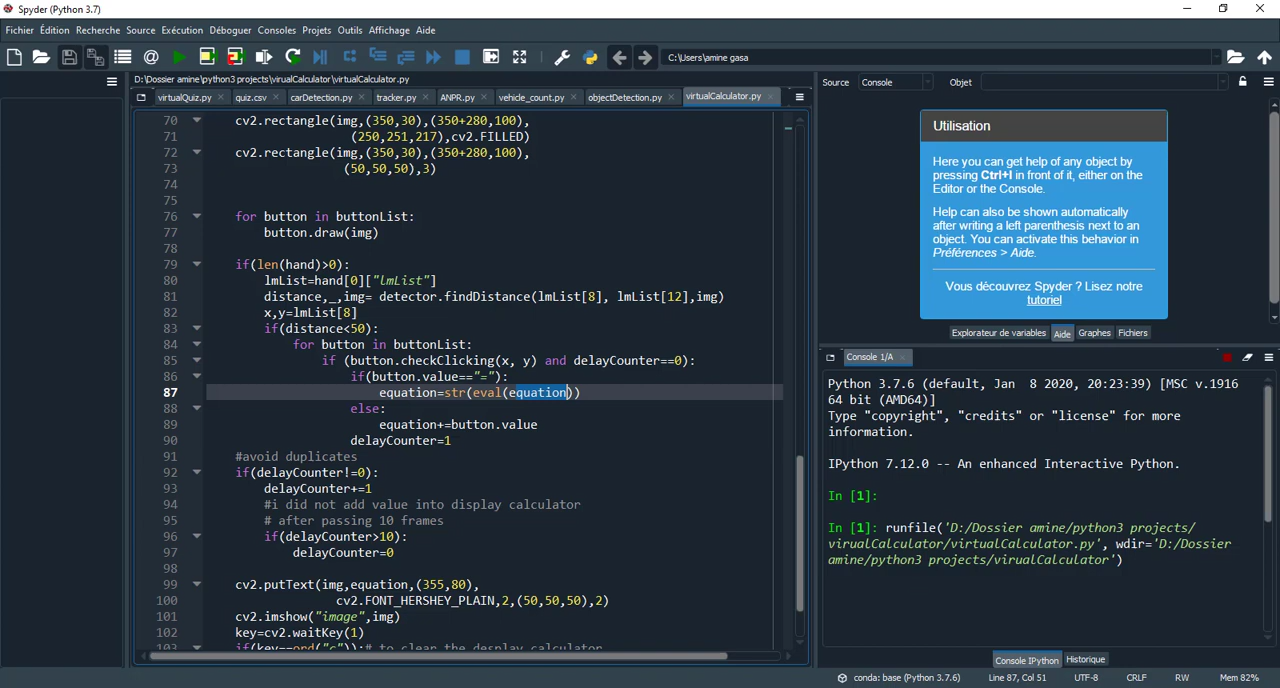 Spyder (Python 3.7)
Fichier Édition Recherche Source Exécution Déboguer Consoles Projets Outils Affichage Aide
C:\Users\amine gasa
D:\Dossier amine\python3 projects\virualCalculator\virtualCalculator.py
virtualQuiz.py quiz.csv carDetection.py tracker.py ANPR.py vehicle_count.py objectDetection.py virtualCalculator.py
70 cv2.rectangle(img,(350,30),(350+280,100),
71 (250,251,217),cv2.FILLED)
72 cv2.rectangle(img,(350,30),(350+280,100),
73 (50,50,50),3)
74
75
76 for button in buttonList:
77 button.draw(img)
78
79 if(len(hand)>0):
80 lmList=hand[0]["lmList"]
81 distance,_,img= detector.findDistance(lmList[8], lmList[12],img)
82 x,y=lmList[8]
83 if(distance<50):
84 for button in buttonList:
85 if (button.checkClicking(x, y) and delayCounter==0):
86 if(button.value=="="):
87 equation=str(eval(equation))
88 else:
89 equation+=button.value
90 delayCounter=1
91 #avoid duplicates
92 if(delayCounter!=0):
93 delayCounter+=1
94 #i did not add value into display calculator
95 # after passing 10 frames
96 if(delayCounter>10):
97 delayCounter=0
98
99 cv2.putText(img,equation,(355,80),
100 cv2.FONT_HERSHEY_PLAIN,2,(50,50,50),2)
101 cv2.imshow("image",img)
102 key=cv2.waitKey(1)
103 if(key==ord("c")):# to clear the display calculator
Source Console Objet
Utilisation
Here you can get help of any object by
pressing Ctrl+I in front of it, either on the
Editor or the Console.
Help can also be shown automatically
after writing a left parenthesis next to an
object. You can activate this behavior in
Préférences > Aide.
Vous découvrez Spyder ? Lisez notre
tutoriel
Explorateur de variables Aide Graphes Fichiers
Console 1/A
Python 3.7.6 (default, Jan  8 2020, 20:23:39) [MSC v.1916
64 bit (AMD64)]
Type "copyright", "credits" or "license" for more
information.
IPython 7.12.0 -- An enhanced Interactive Python.
In [1]:
In [1]: runfile('D:/Dossier amine/python3 projects/
virualCalculator/virtualCalculator.py', wdir='D:/Dossier
amine/python3 projects/virualCalculator')
Console IPython Historique
conda: base (Python 3.7.6) Line 87, Col 51 UTF-8 CRLF RW Mem 82%